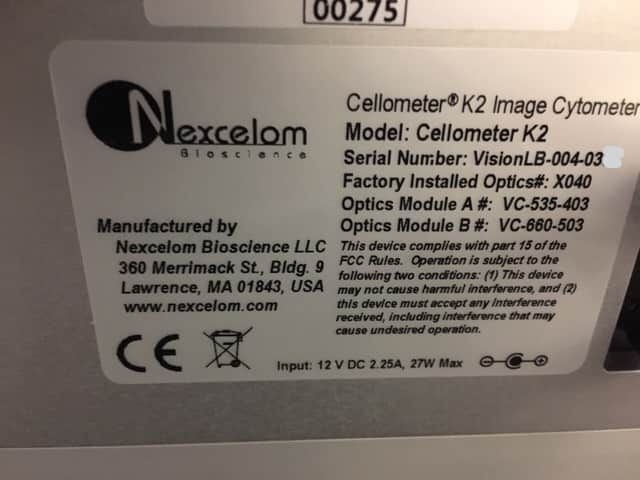 00275
Nexcelom
Bioscience
Cellometer® K2 Image Cytometer
Model: Cellometer K2
Serial Number: VisionLB-004-03
Factory Installed Optics#: X040
Optics Module A #: VC-535-403
Optics Module B #: VC-660-503
Manufactured by
Nexcelom Bioscience LLC
360 Merrimack St., Bldg. 9
Lawrence, MA 01843, USA
www.nexcelom.com
This device complies with part 15 of the
FCC Rules. Operation is subject to the
following two conditions: (1) This device
may not cause harmful interference, and (2)
this device must accept any interference
received, including interference that may
cause undesired operation.
CE
Input: 12 V DC 2.25A, 27W Max